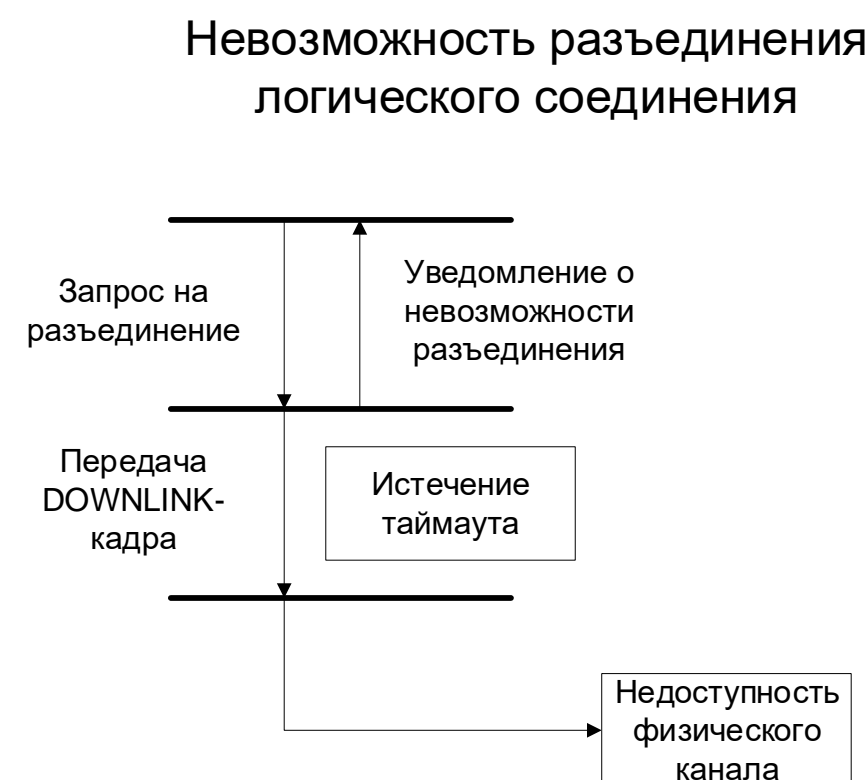 Невозможность разъединения
логического соединения
Запрос на
разъединение
Уведомление о
невозможности
разъединения
Передача
DOWNLINK-
кадра
Истечение
таймаута
Недоступность
физического
канала